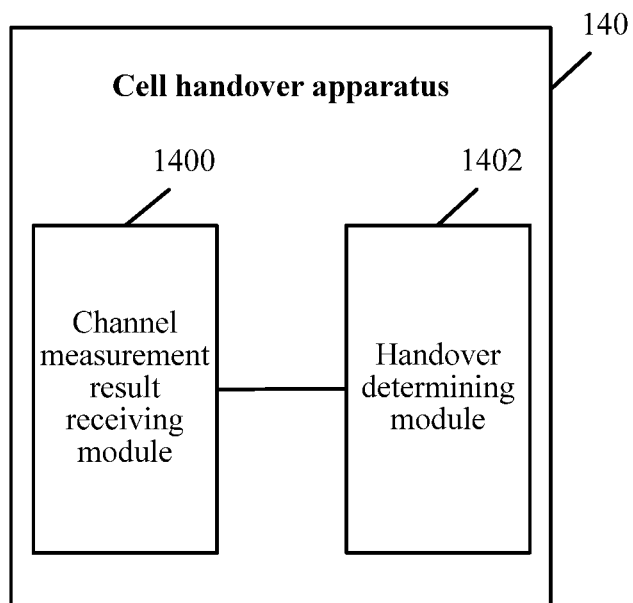 140
Cell handover apparatus
1400
1402
Channel
measurement
result
receiving
module
Handover
determining
module